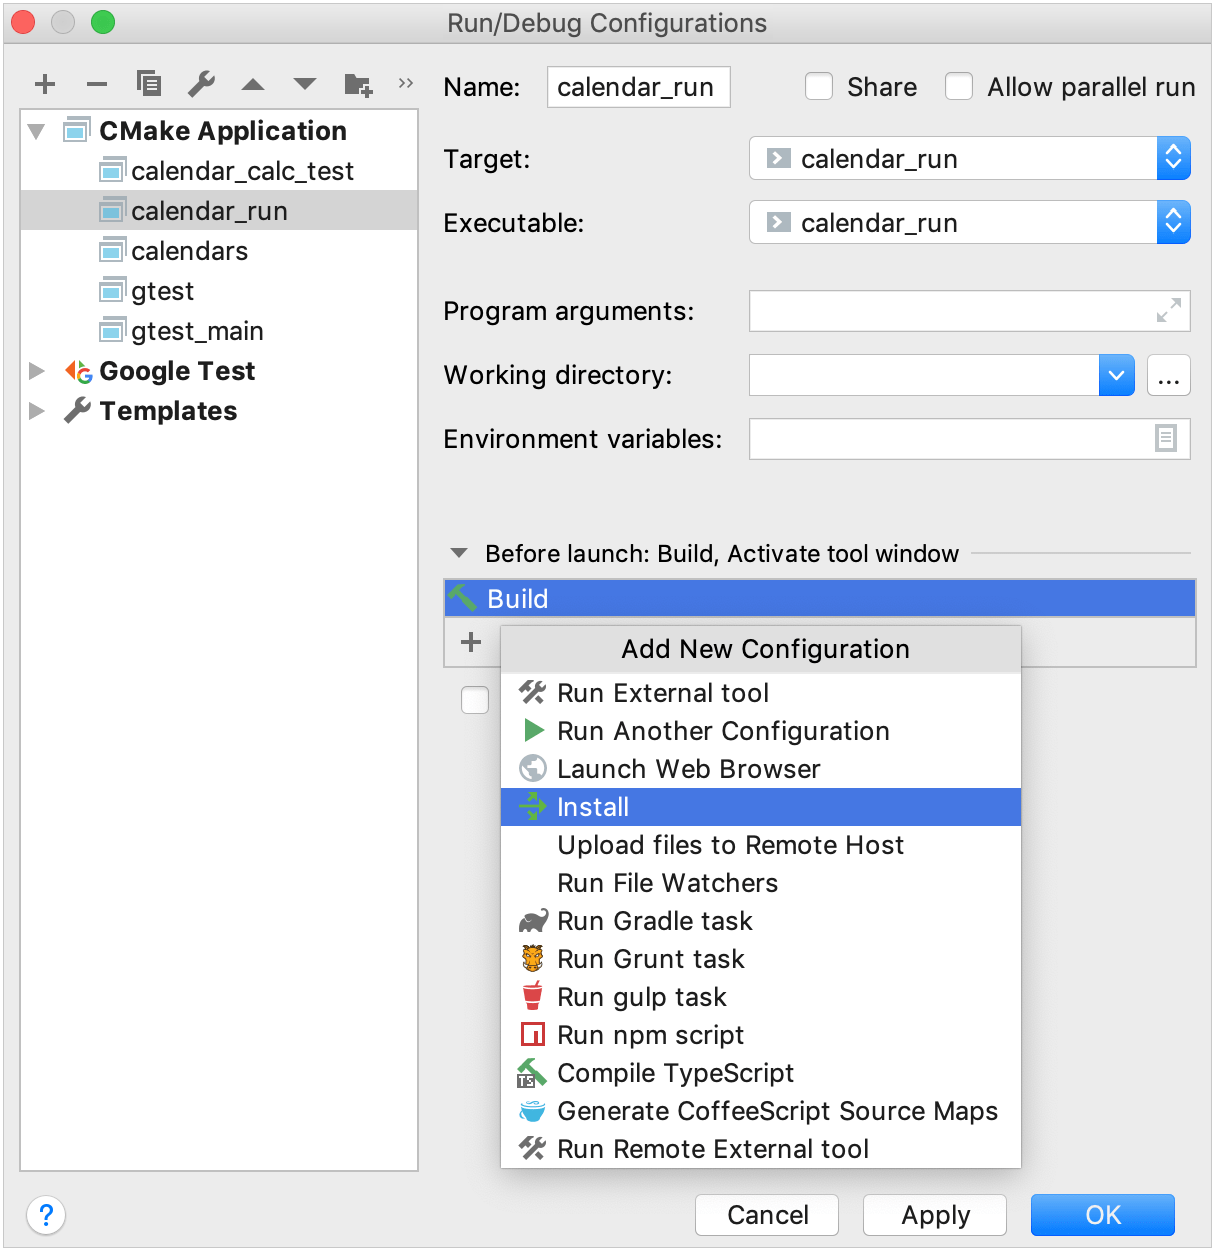 Run/Debug Configurations
Name: calendar_run Share Allow parallel run
CMake Application
calendar_calc_test
calendar_run
calendars
gtest
gtest_main
Google Test
Templates
Target: calendar_run
Executable: calendar_run
Program arguments:
Working directory: ...
Environment variables:
Before launch: Build, Activate tool window
Build
Add New Configuration
Run External tool
Run Another Configuration
Launch Web Browser
Install
Upload files to Remote Host
Run File Watchers
Run Gradle task
Run Grunt task
Run gulp task
Run npm script
TS Compile TypeScript
Generate CoffeeScript Source Maps
Run Remote External tool
? Cancel Apply OK